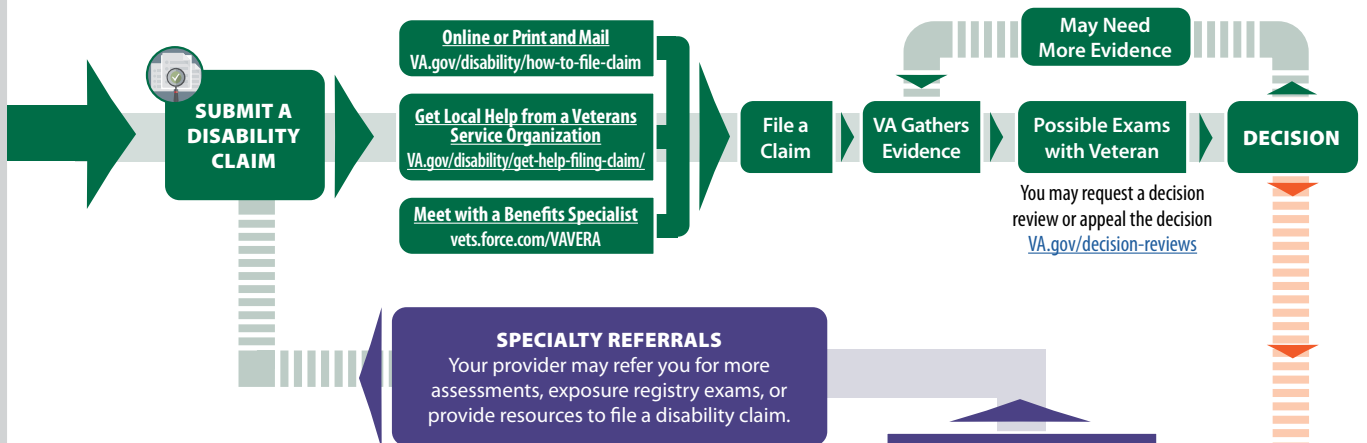 SUBMIT A
DISABILITY
CLAIM
Online or Print and Mail
VA.gov/disability/how-to-file-claim
Get Local Help from a Veterans
Service Organization
VA.gov/disability/get-help-filing-claim/
Meet with a Benefits Specialist
vets.force.com/VAVERA
File a
Claim
VA Gathers
Evidence
May Need
More Evidence
Possible Exams
with Veteran
DECISION
You may request a decision
review or appeal the decision
VA.gov/decision-reviews
SPECIALTY REFERRALS
Your provider may refer you for more
assessments, exposure registry exams, or
provide resources to file a disability claim.